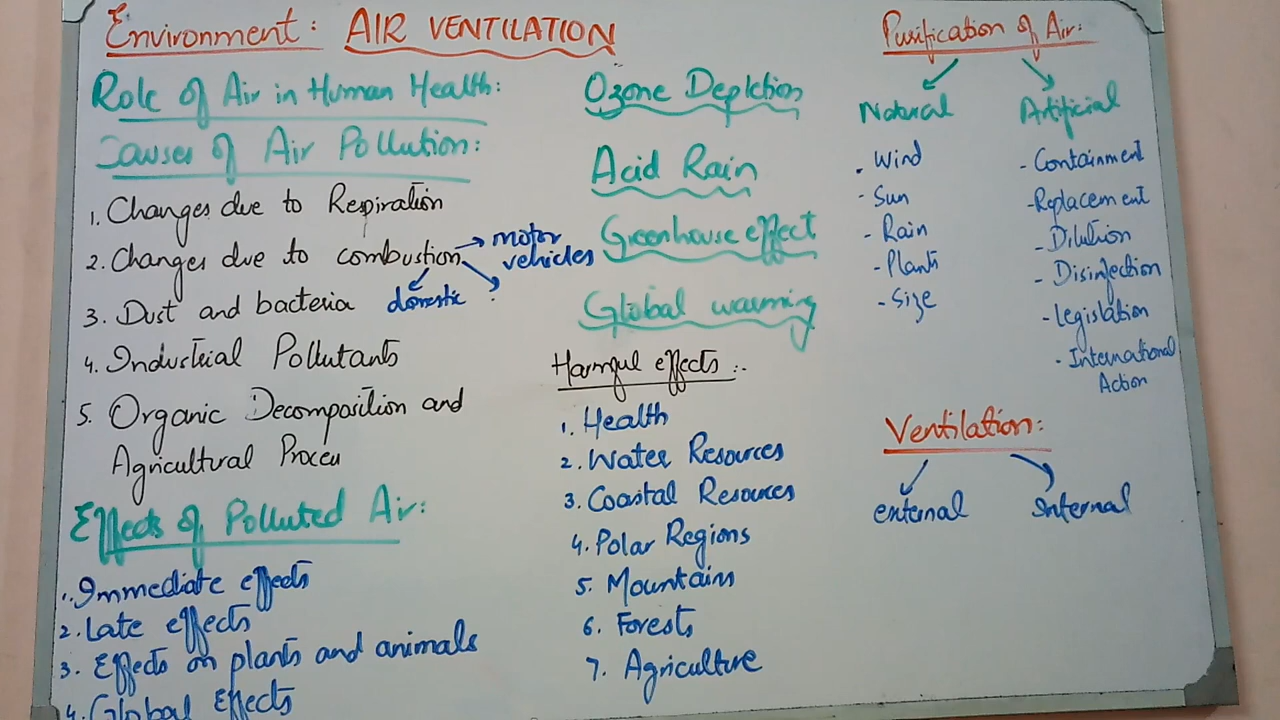 Environment: AIR VENTILATION
Role of Air in Human Health:
Causes of Air Pollution:
1. Changes due to Respiration
2. Changes due to combustion
motor
vehicles
domestic
?
3. Dust and bacteria
4. Industrial Pollutants
5. Organic Decomposition and
Agricultural Process
Effects of Polluted Air:
1. Immediate effects
2. Late effects
3. Effects on plants and animals
4. Global Effects
Ozone Depletion
Acid Rain
Greenhouse effect
Global warming
Harmful effects :-
1. Health
2. Water Resources
3. Coastal Resources
4. Polar Regions
5. Mountains
6. Forests
7. Agriculture
Purification of Air:
Natural
. Wind
- Sun
- Rain
- Plants
- Size
Artificial
- Containment
- Replacement
- Dilution
- Disinfection
- Legislation
- International
Action
Ventilation:
external
Internal